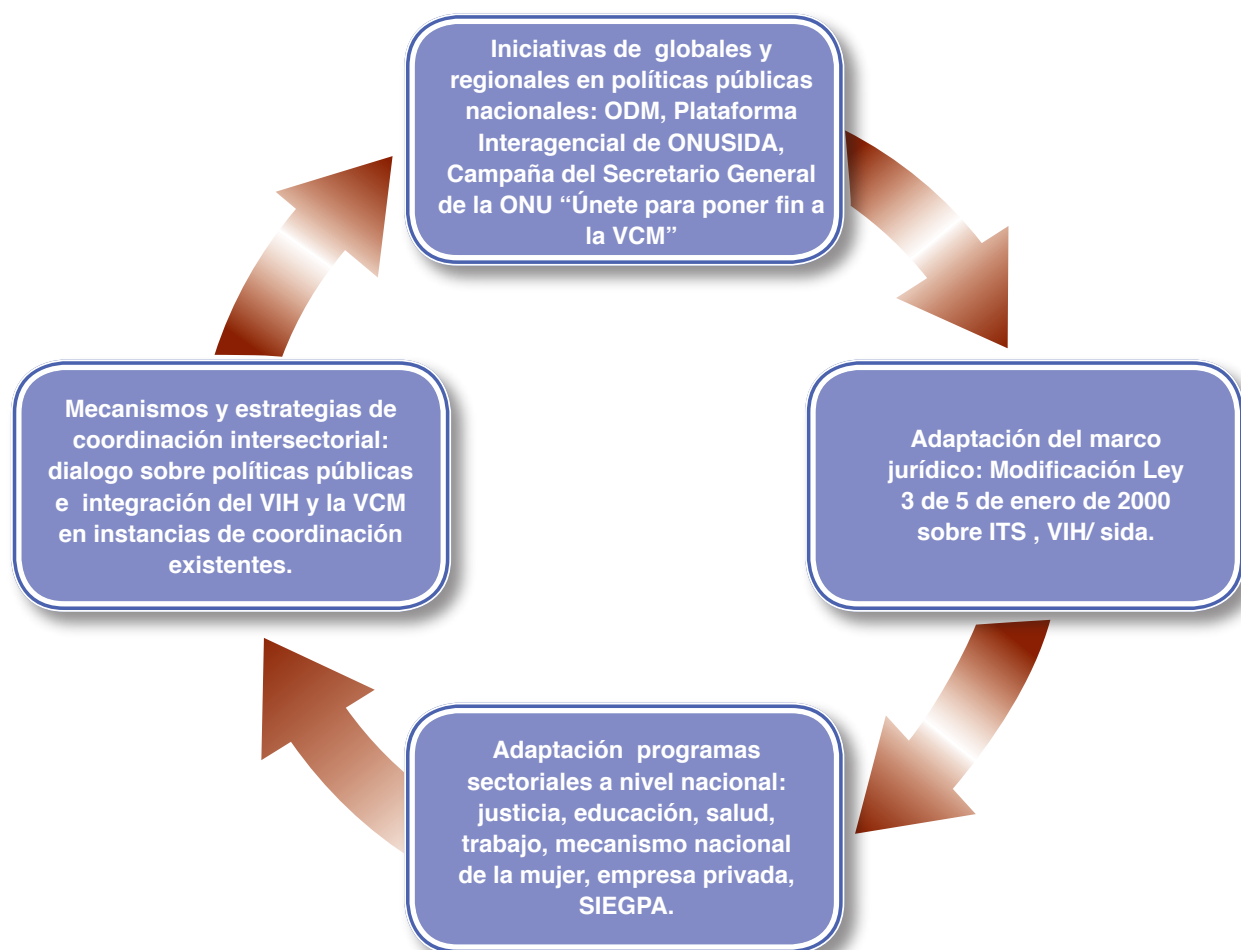 Iniciativas de globales y
regionales en políticas públicas
nacionales: ODM, Plataforma
Interagencial de ONUSIDA,
Campaña del Secretario General
de la ONU “Únete para poner fin a
la VCM”
Adaptación del marco
jurídico: Modificación Ley
3 de 5 de enero de 2000
sobre ITS , VIH/ sida.
Adaptación programas
sectoriales a nivel nacional:
justicia, educación, salud,
trabajo, mecanismo nacional
de la mujer, empresa privada,
SIEGPA.
Mecanismos y estrategias de
coordinación intersectorial:
dialogo sobre políticas públicas
e integración del VIH y la VCM
en instancias de coordinación
existentes.